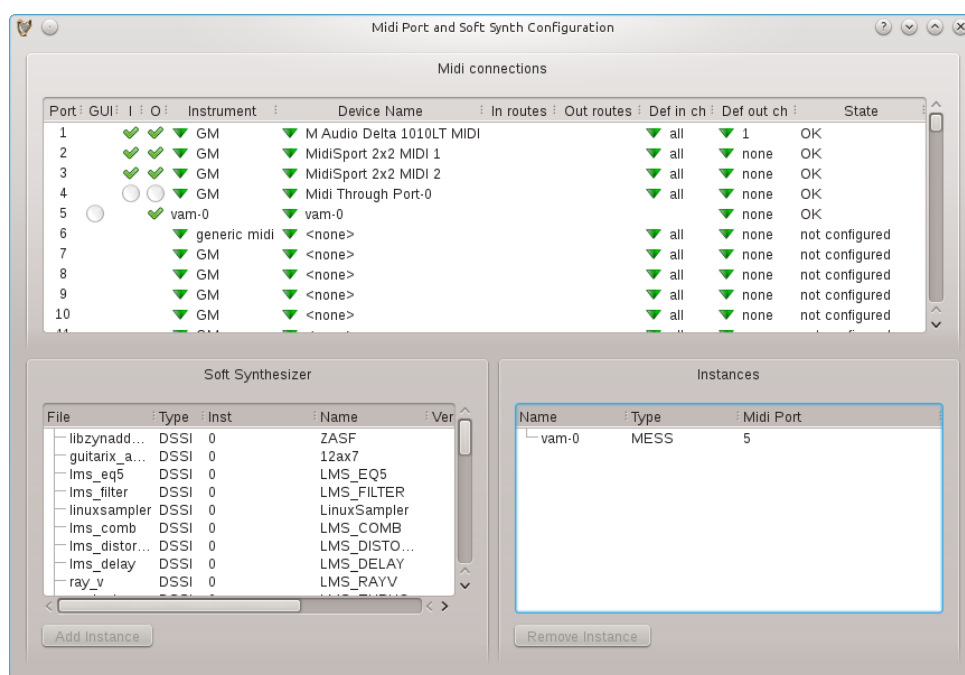 Midi Port and Soft Synth Configuration
Midi connections
Port GUI I O Instrument Device Name In routes Out routes Def in ch Def out ch State
1 GM M Audio Delta 1010LT MIDI all 1 OK
2 GM MidiSport 2x2 MIDI 1 all none OK
3 GM MidiSport 2x2 MIDI 2 all none OK
4 GM Midi Through Port-0 all none OK
5 vam-0 vam-0 none OK
6 generic midi <none> all none not configured
7 GM <none> all none not configured
8 GM <none> all none not configured
9 GM <none> all none not configured
10 GM <none> all none not configured
Soft Synthesizer
File Type Inst Name Ver
libzynadd... DSSI 0 ZASF
guitarix_a... DSSI 0 12ax7
lms_eq5 DSSI 0 LMS_EQ5
lms_filter DSSI 0 LMS_FILTER
linuxsampler DSSI 0 LinuxSampler
lms_comb DSSI 0 LMS_COMB
lms_distor... DSSI 0 LMS_DISTO...
lms_delay DSSI 0 LMS_DELAY
ray_v DSSI 0 LMS_RAYV
Add Instance
Instances
Name Type Midi Port
vam-0 MESS 5
Remove Instance